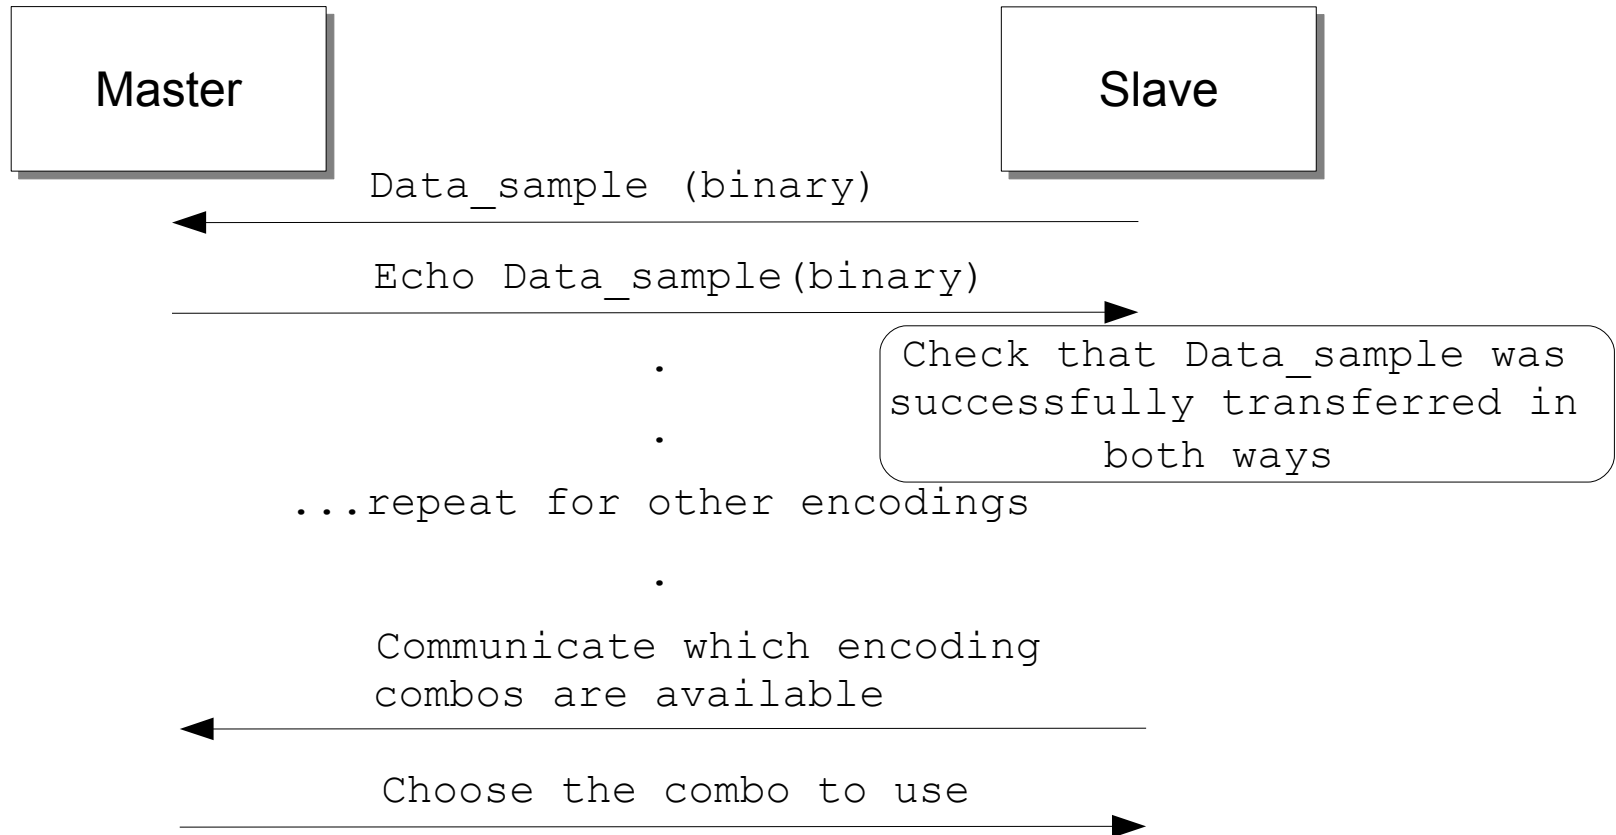 Master
Slave
Data_sample (binary)
Echo Data_sample(binary)
.
Check that Data_sample was
successfully transferred in
both ways
.
...repeat for other encodings
.
Communicate which encoding
combos are available
Choose the combo to use